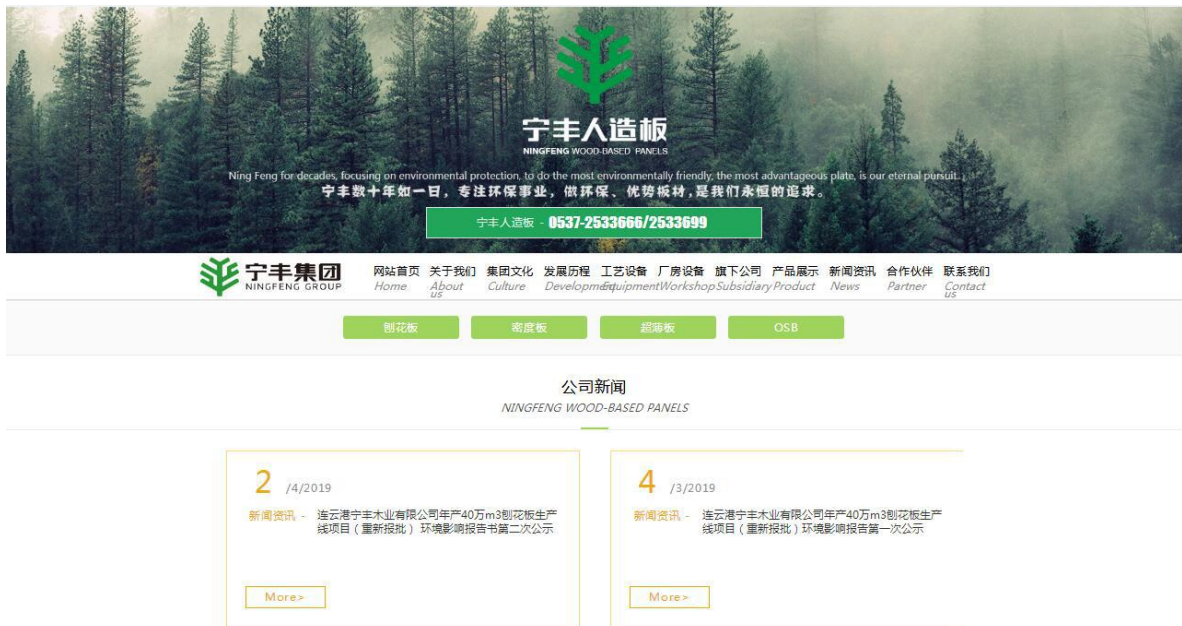 宁丰人造板
NINGFENG WOOD-BASED PANELS
Ning Feng for decades, focusing on environmental protection, to do the most environmentally friendly, the most advantageous plate, is our eternal pursuit.
宁丰数十年如一日，专注环保事业，做环保、优势板材,是我们永恒的追求。
宁丰人造板 - 0537-2533666/2533699
宁丰集团
NINGFENG GROUP
网站首页 关于我们 集团文化 发展历程 工艺设备 厂房设备 旗下公司 产品展示 新闻资讯 合作伙伴 联系我们
Home About us Culture Development Equipment Workshop Subsidiary Product News Partner Contact us
刨花板 密度板 超薄板 OSB
公司新闻
NINGFENG WOOD-BASED PANELS
2 /4/2019
新闻资讯 - 连云港宁丰木业有限公司年产40万m3刨花板生产
线项目（重新报批） 环境影响报告书第二次公示
More>
4 /3/2019
新闻资讯 - 连云港宁丰木业有限公司年产40万m3刨花板生产
线项目（重新报批）环境影响报告第一次公示
More>